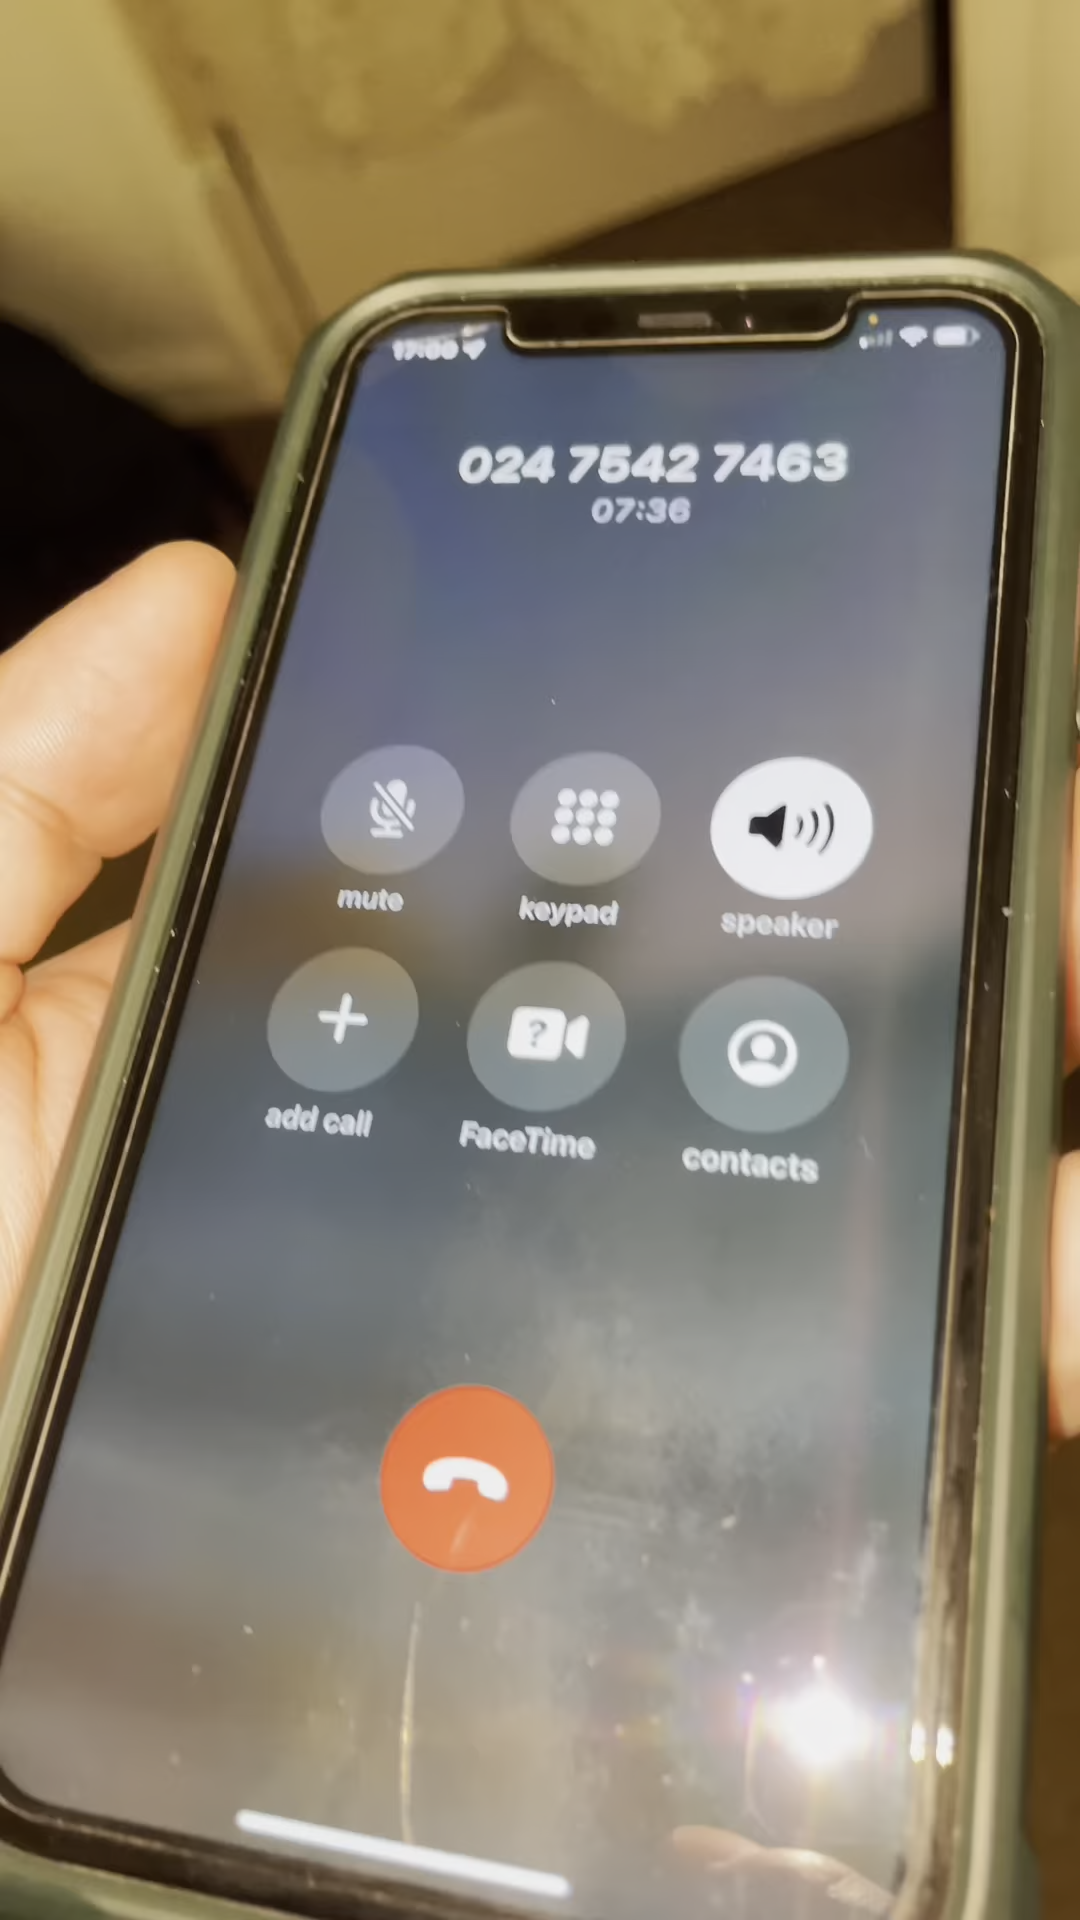 024 7542 7463
07:36
mute
keypad
speaker
add call
FaceTime
contacts